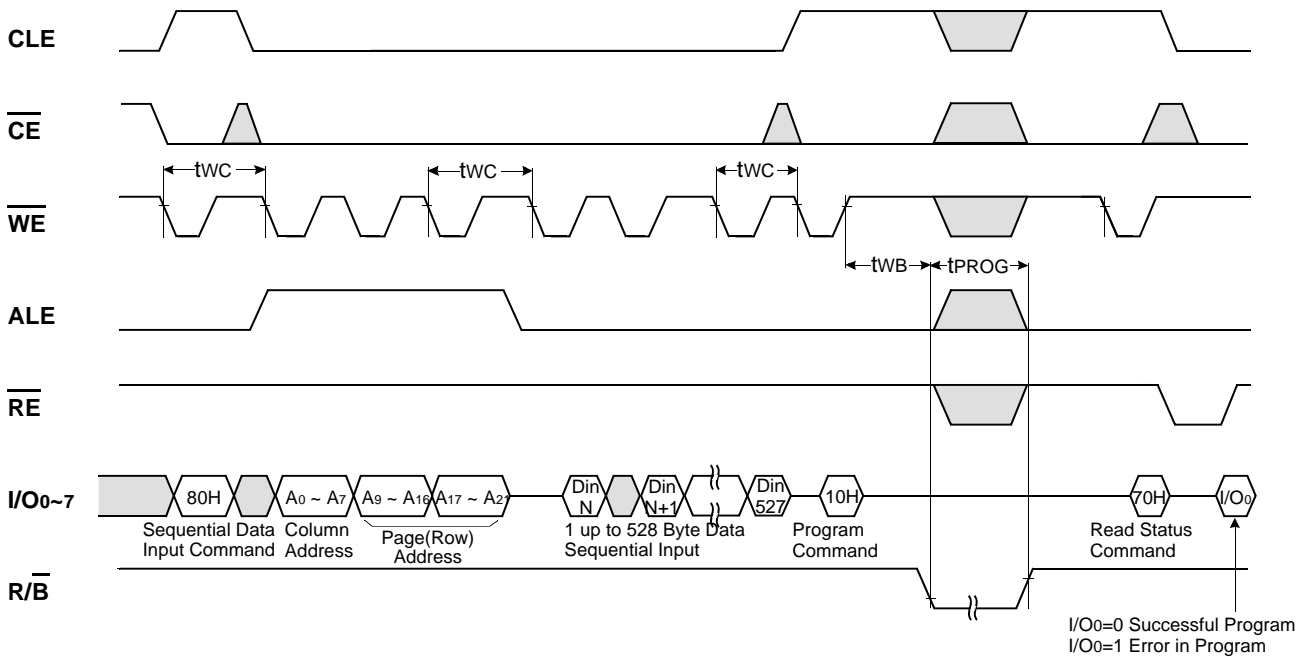 CLE
CE
tWC
tWC
tWC
WE
tWB
tPROG
ALE
RE
I/O0~7
80H
A0 ~ A7
A9 ~ A16
A17 ~ A21
Din
N
Din
N+1
Din
527
10H
70H
I/O0
Sequential Data
Input Command
Column
Address
Page(Row)
Address
1 up to 528 Byte Data
Sequential Input
Program
Command
Read Status
Command
R/B
I/O0=0 Successful Program
I/O0=1 Error in Program